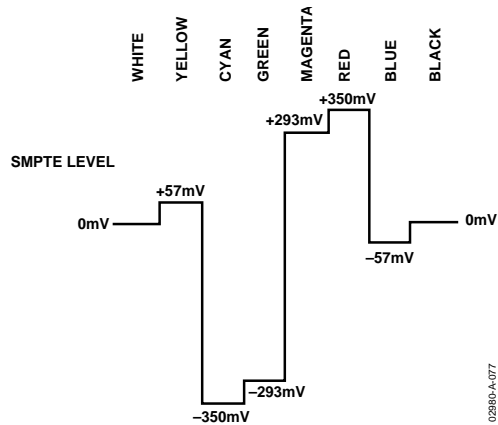 WHITE
YELLOW
CYAN
GREEN
MAGENTA
RED
BLUE
BLACK
+350mV
+293mV
SMPTE LEVEL
+57mV
0mV
0mV
–57mV
–293mV
–350mV
02980-A-077